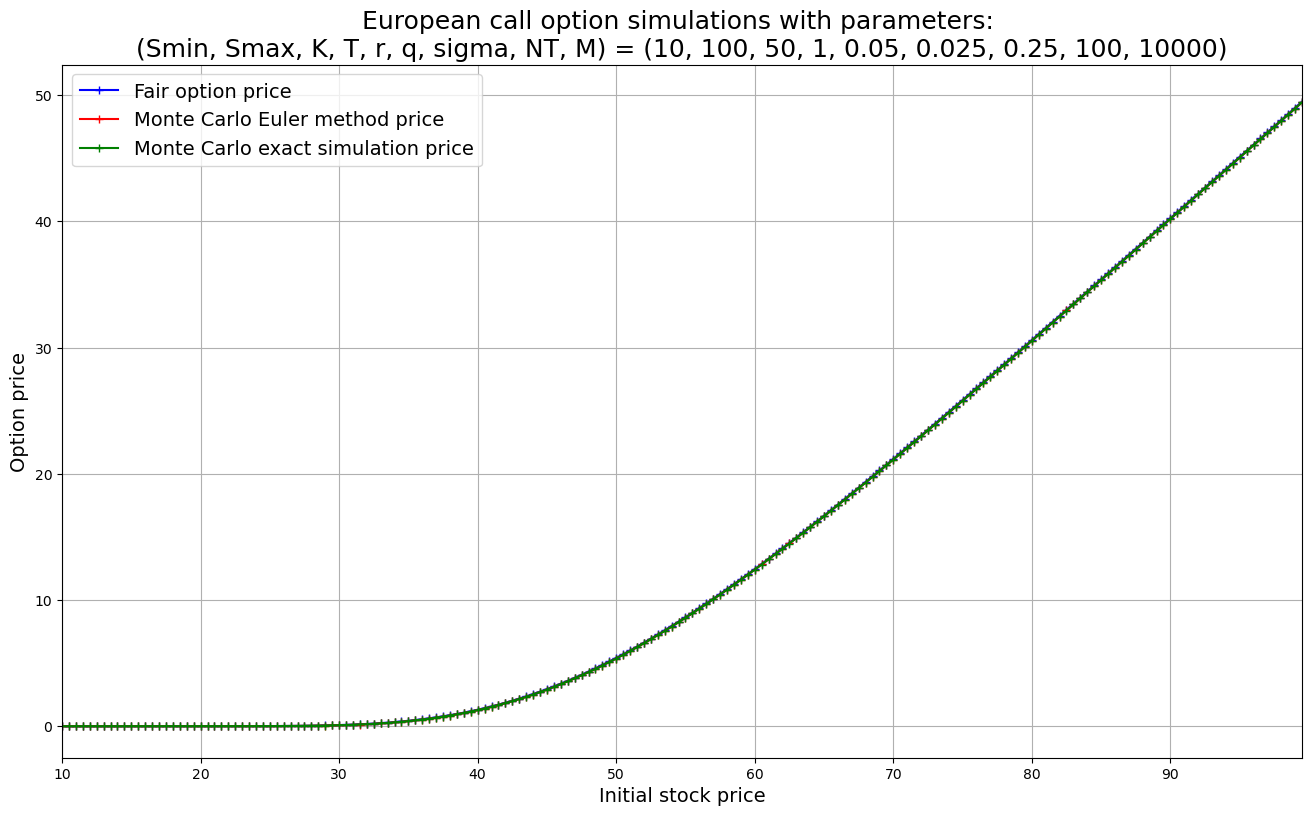 European call option simulations with parameters:
(Smin, Smax, K, T, r, q, sigma, NT, M) = (10, 100, 50, 1, 0.05, 0.025, 0.25, 100, 10000)
Fair option price
Monte Carlo Euler method price
Monte Carlo exact simulation price
Option price
50
40
30
20
10
0
10 20 30 40 50 60 70 80 90
Initial stock price